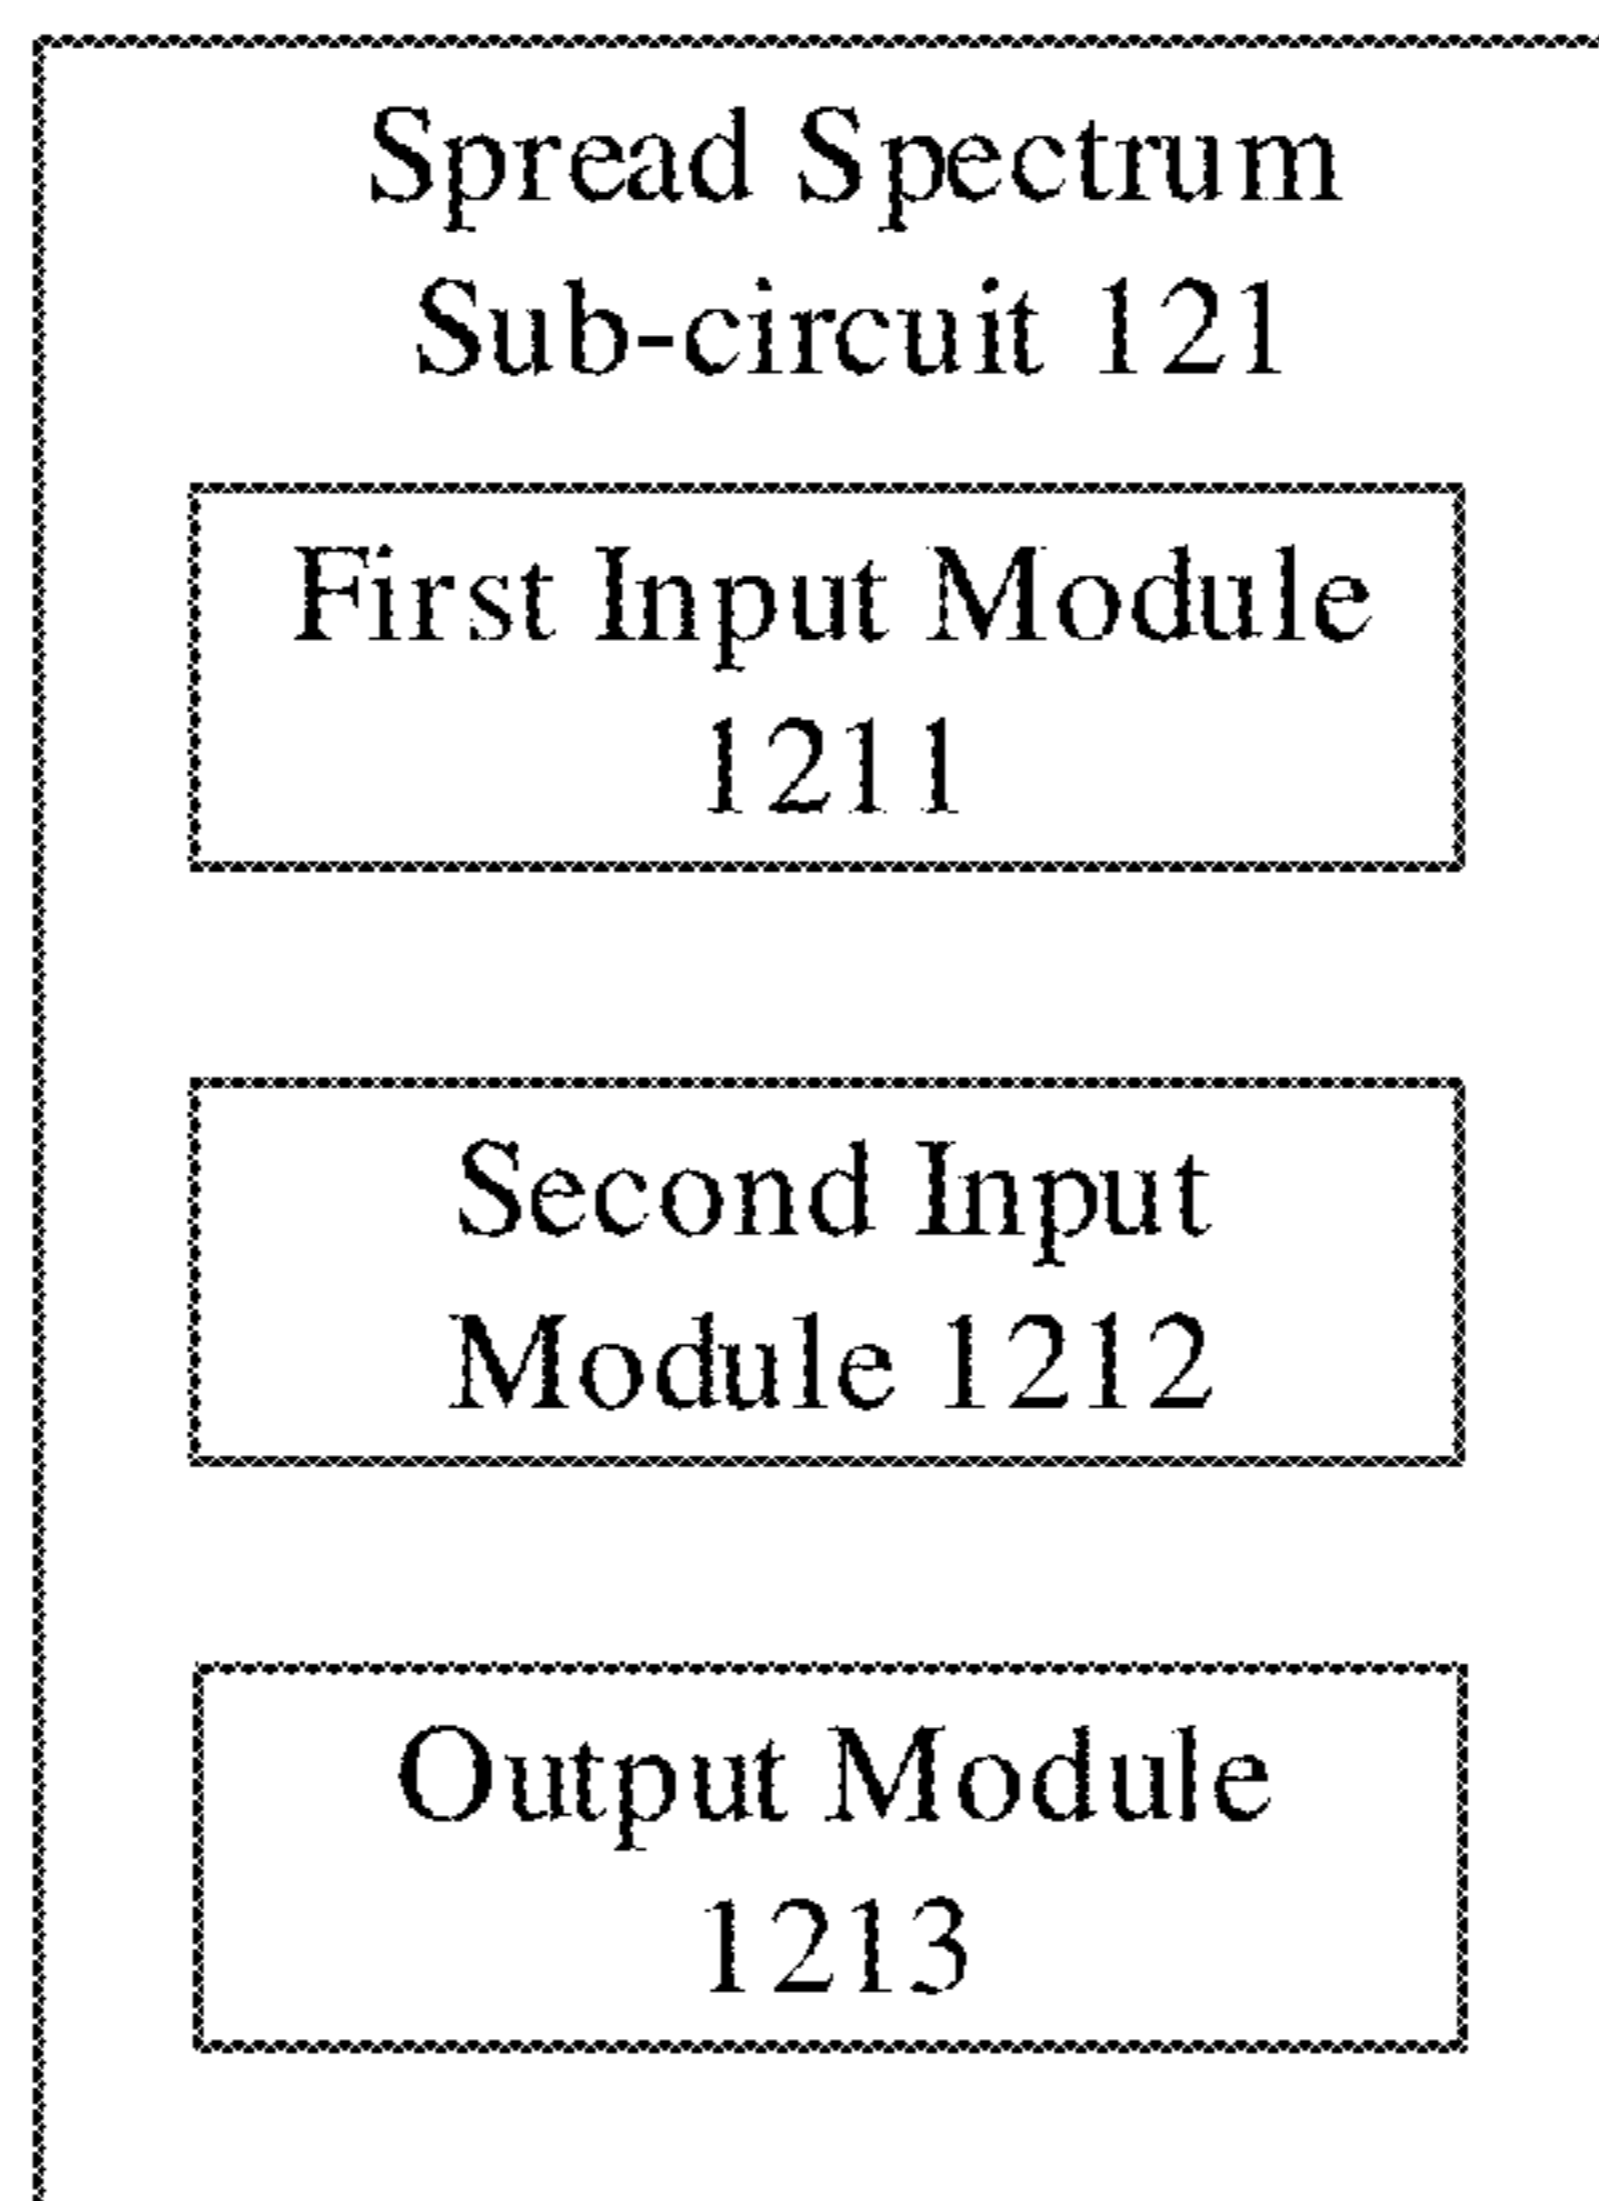 Spread Spectrum
Sub-circuit 121
First Input Module
1211
Second Input
Module 1212
Output Module
1213